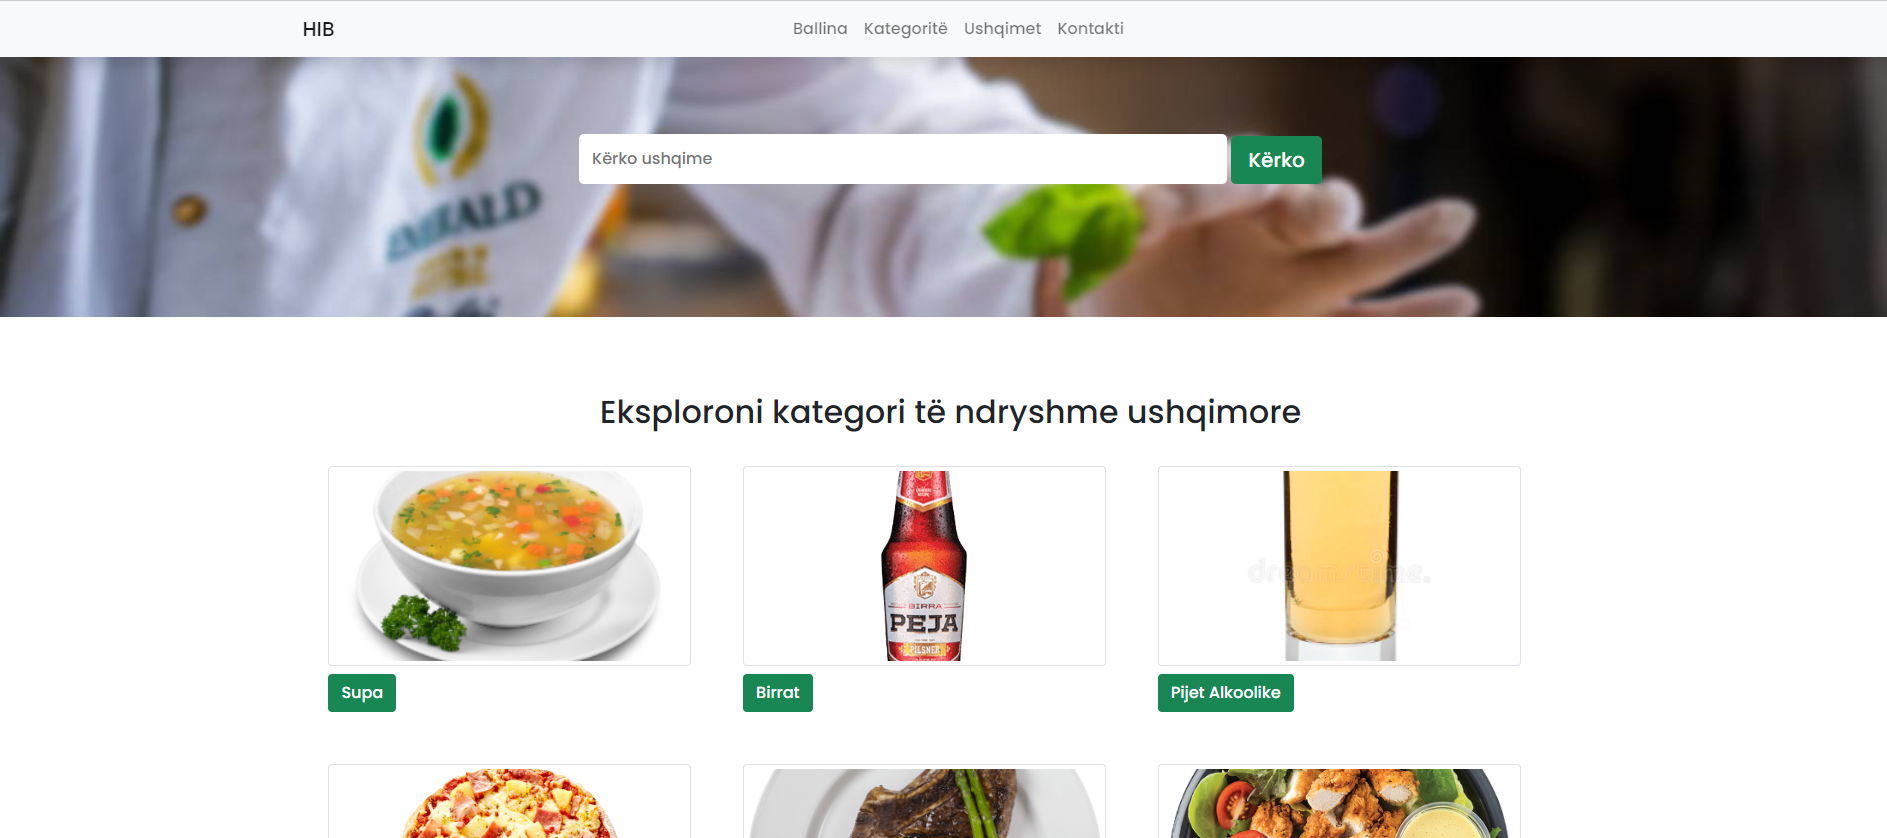 HIB
Ballina Kategoritë Ushqimet Kontakti
Kërko ushqime
Kërko
Eksploroni kategori të ndryshme ushqimore
BIRRA
PEJA
PILSNER
dreamstime.
Supa
Birrat
Pijet Alkoolike